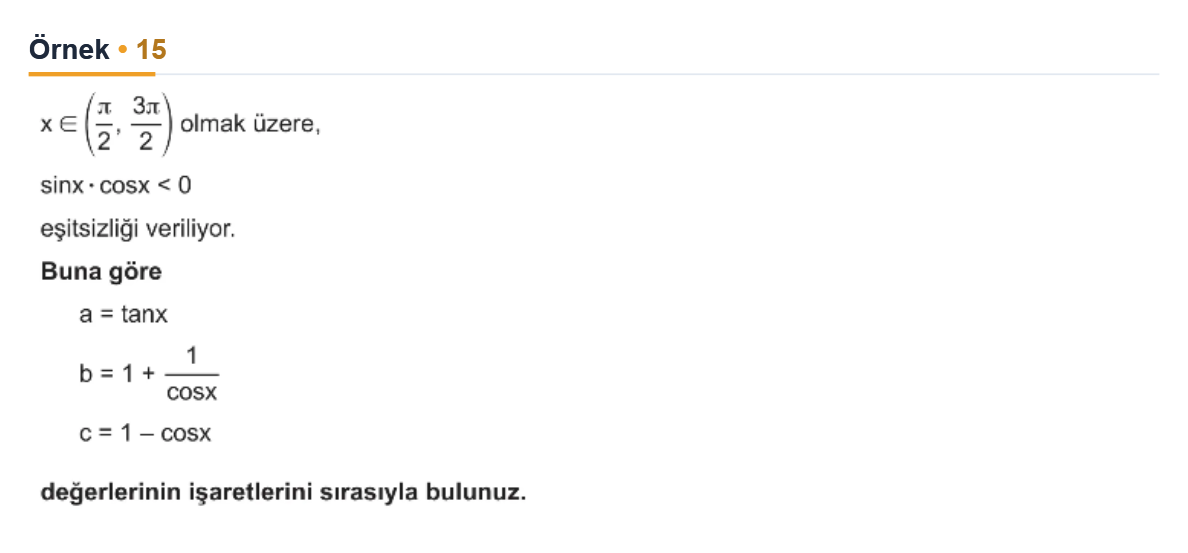 Örnek • 15
x ∈ (π/2, 3π/2) olmak üzere,
sinx · cosx < 0
eşitsizliği veriliyor.
Buna göre
a = tanx
b = 1 + 1/cosx
c = 1 – cosx
değerlerinin işaretlerini sırasıyla bulunuz.